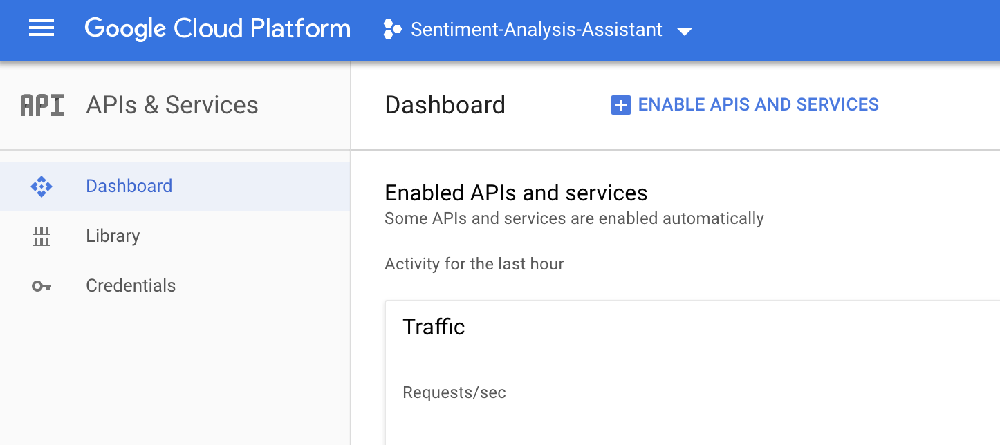 Google Cloud Platform
Sentiment-Analysis-Assistant
API
APIs & Services
Dashboard
ENABLE APIS AND SERVICES
Dashboard
Library
Credentials
Enabled APIs and services
Some APIs and services are enabled automatically
Activity for the last hour
Traffic
Requests/sec